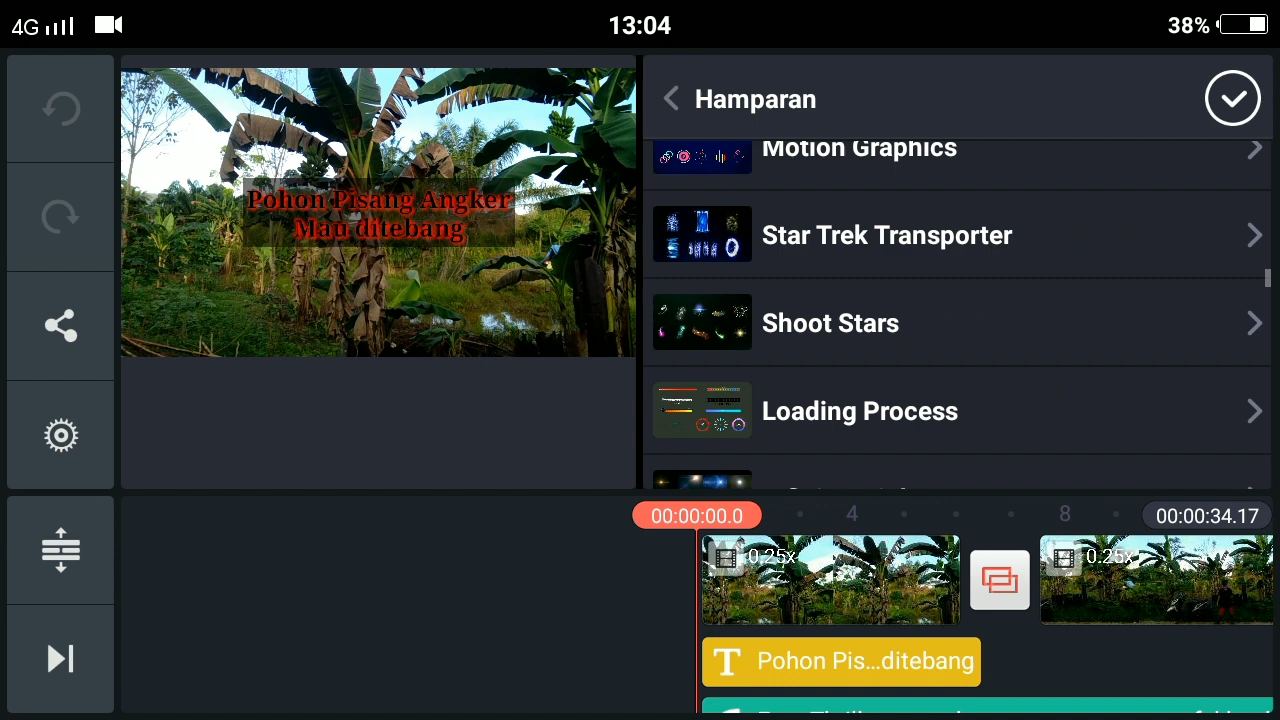 4G
13:04
38%
Hamparan
Motion Graphics
Star Trek Transporter
Shoot Stars
Loading Process
Pohon Pisang Angker
Mau ditebang
00:00:00.0
4
8
00:00:34.17
0.25x
0.25x
T Pohon Pis...ditebang